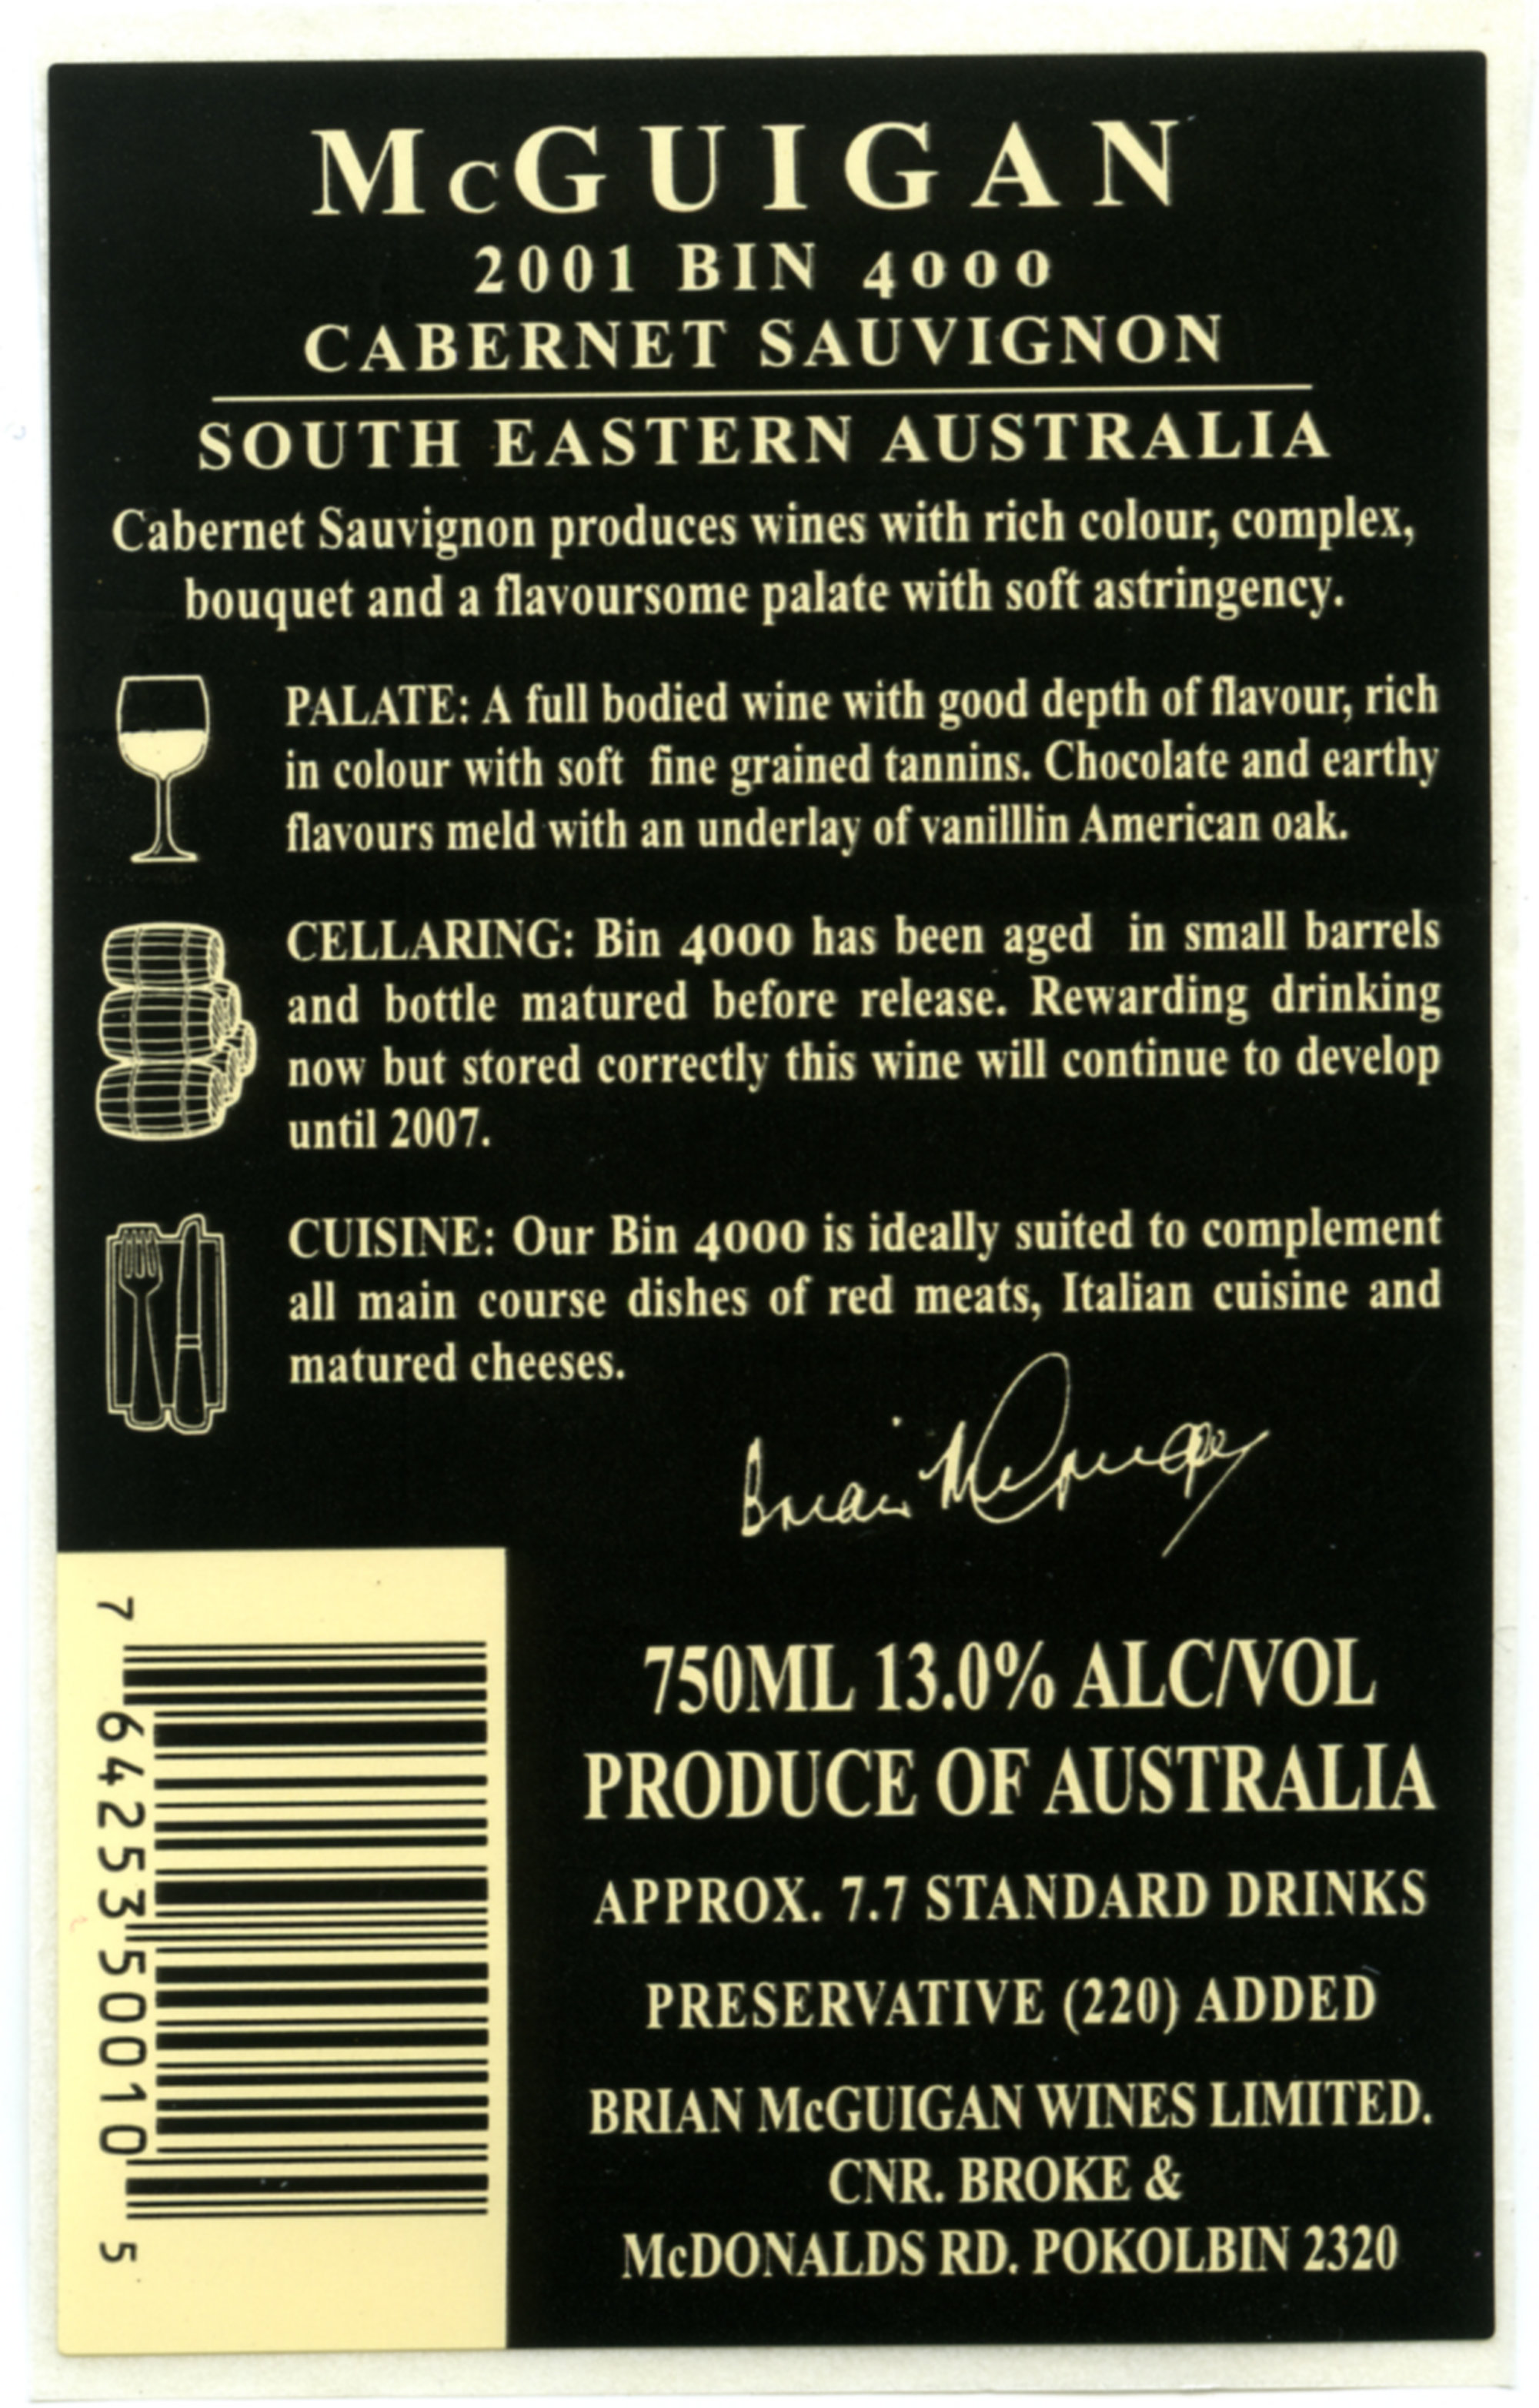 McGUIGAN
2001 BIN 4000
CABERNET SAUVIGNON
SOUTH EASTERN AUSTRALIA
Cabernet Sauvignon produces wines with rich colour, complex,
bouquet and a flavoursome palate with soft astringency.
PALATE: A full bodied wine with good depth of flavour, rich
in colour with soft fine grained tannins. Chocolate and earthy
flavours meld with an underlay of vanilllin American oak.
CELLARING: Bin 4000 has been aged in small barrels
and bottle matured before release. Rewarding drinking
now but stored correctly this wine will continue to develop
until 2007.
CUISINE: Our Bin 4000 is ideally suited to complement
all main course dishes of red meats, Italian cuisine and
matured cheeses.
Brian McGuigan
7 64253 50010 5
750ML 13.0% ALC/VOL
PRODUCE OF AUSTRALIA
APPROX. 7.7 STANDARD DRINKS
PRESERVATIVE (220) ADDED
BRIAN McGUIGAN WINES LIMITED.
CNR. BROKE &
McDONALDS RD. POKOLBIN 2320